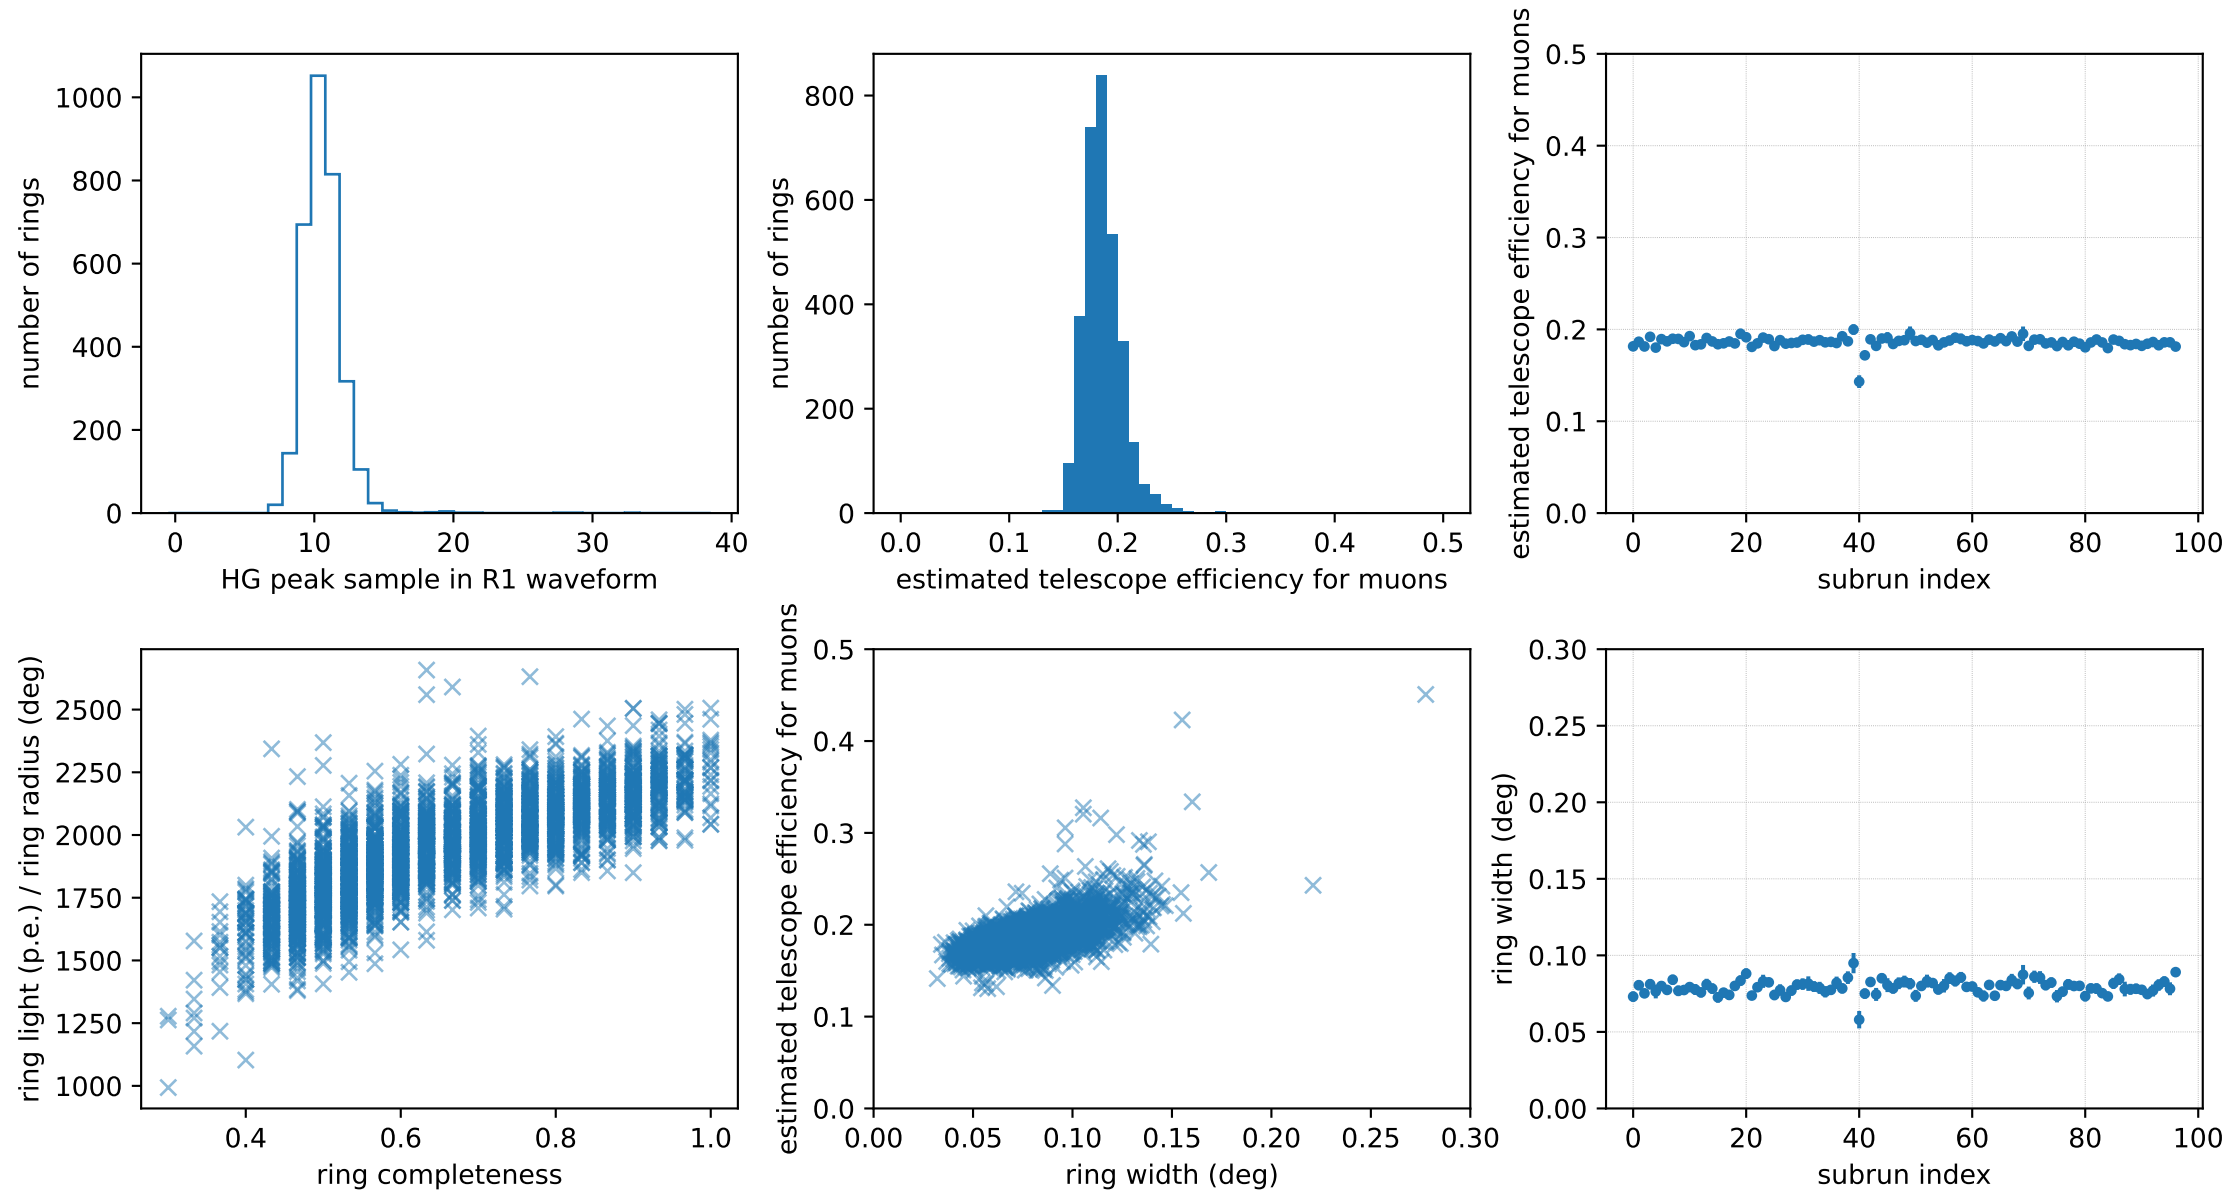 number of rings
1000
800
600
400
200
0
0 10 20 30 40
HG peak sample in R1 waveform
number of rings
800
600
400
200
0
0.0 0.1 0.2 0.3 0.4 0.5
estimated telescope efficiency for muons
estimated telescope efficiency for muons
0.5
0.4
0.3
0.2
0.1
0.0
0 20 40 60 80 100
subrun index
ring light (p.e.) / ring radius (deg)
2500
2250
2000
1750
1500
1250
1000
0.4 0.6 0.8 1.0
ring completeness
estimated telescope efficiency for muons
0.5
0.4
0.3
0.2
0.1
0.0
0.00 0.05 0.10 0.15 0.20 0.25 0.30
ring width (deg)
ring width (deg)
0.30
0.25
0.20
0.15
0.10
0.05
0.00
0 20 40 60 80 100
subrun index